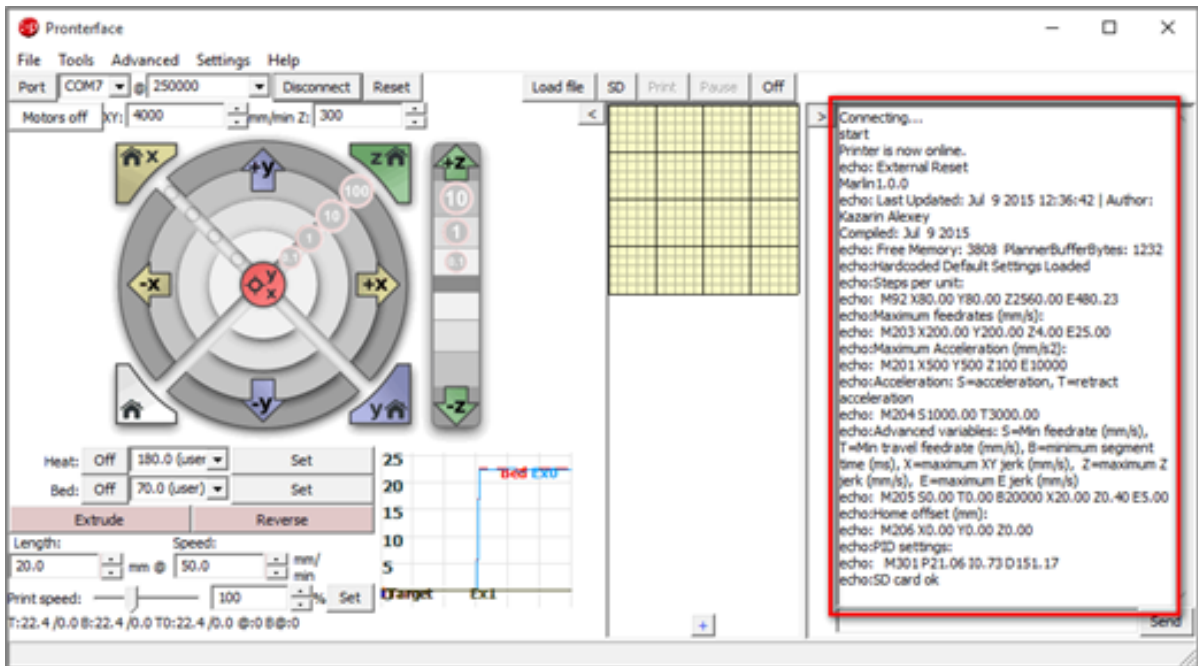 Pronterface
File Tools Advanced Settings Help
Port COM7 @ 250000 Disconnect Reset Load file SD Print Pause Off
Motors off XY: 4000 mm/min Z: 300 < >
x z +z
+y
100
10 10
1 1
-x y x +x
-y y -z
Heat: Off 180.0 (user Set
Bed: Off 70.0 (user) Set
Extrude Reverse
Length: Speed:
20.0 mm @ 50.0 mm/
min
Print speed: 100 % Set
T:22.4 /0.0 B:22.4 /0.0 T0:22.4 /0.0 @:0 B@:0
25
Bed Ex0
20
15
10
5
Target Ex1
+
Connecting...
start
Printer is now online.
echo: External Reset
Marlin1.0.0
echo: Last Updated: Jul 9 2015 12:36:42 | Author:
Kazarin Alexey
Compiled: Jul 9 2015
echo: Free Memory: 3808 PlannerBufferBytes: 1232
echo:Hardcoded Default Settings Loaded
echo:Steps per unit:
echo: M92 X80.00 Y80.00 Z2560.00 E480.23
echo:Maximum feedrates (mm/s):
echo: M203 X200.00 Y200.00 Z4.00 E25.00
echo:Maximum Acceleration (mm/s2):
echo: M201 X500 Y500 Z100 E10000
echo:Acceleration: S=acceleration, T=retract
acceleration
echo: M204 S1000.00 T3000.00
echo:Advanced variables: S=Min feedrate (mm/s),
T=Min travel feedrate (mm/s), B=minimum segment
time (ms), X=maximum XY jerk (mm/s), Z=maximum Z
jerk (mm/s), E=maximum E jerk (mm/s)
echo: M205 S0.00 T0.00 B20000 X20.00 Z0.40 E5.00
echo:Home offset (mm):
echo: M206 X0.00 Y0.00 Z0.00
echo:PID settings:
echo: M301 P21.06 I0.73 D151.17
echo:SD card ok
Send